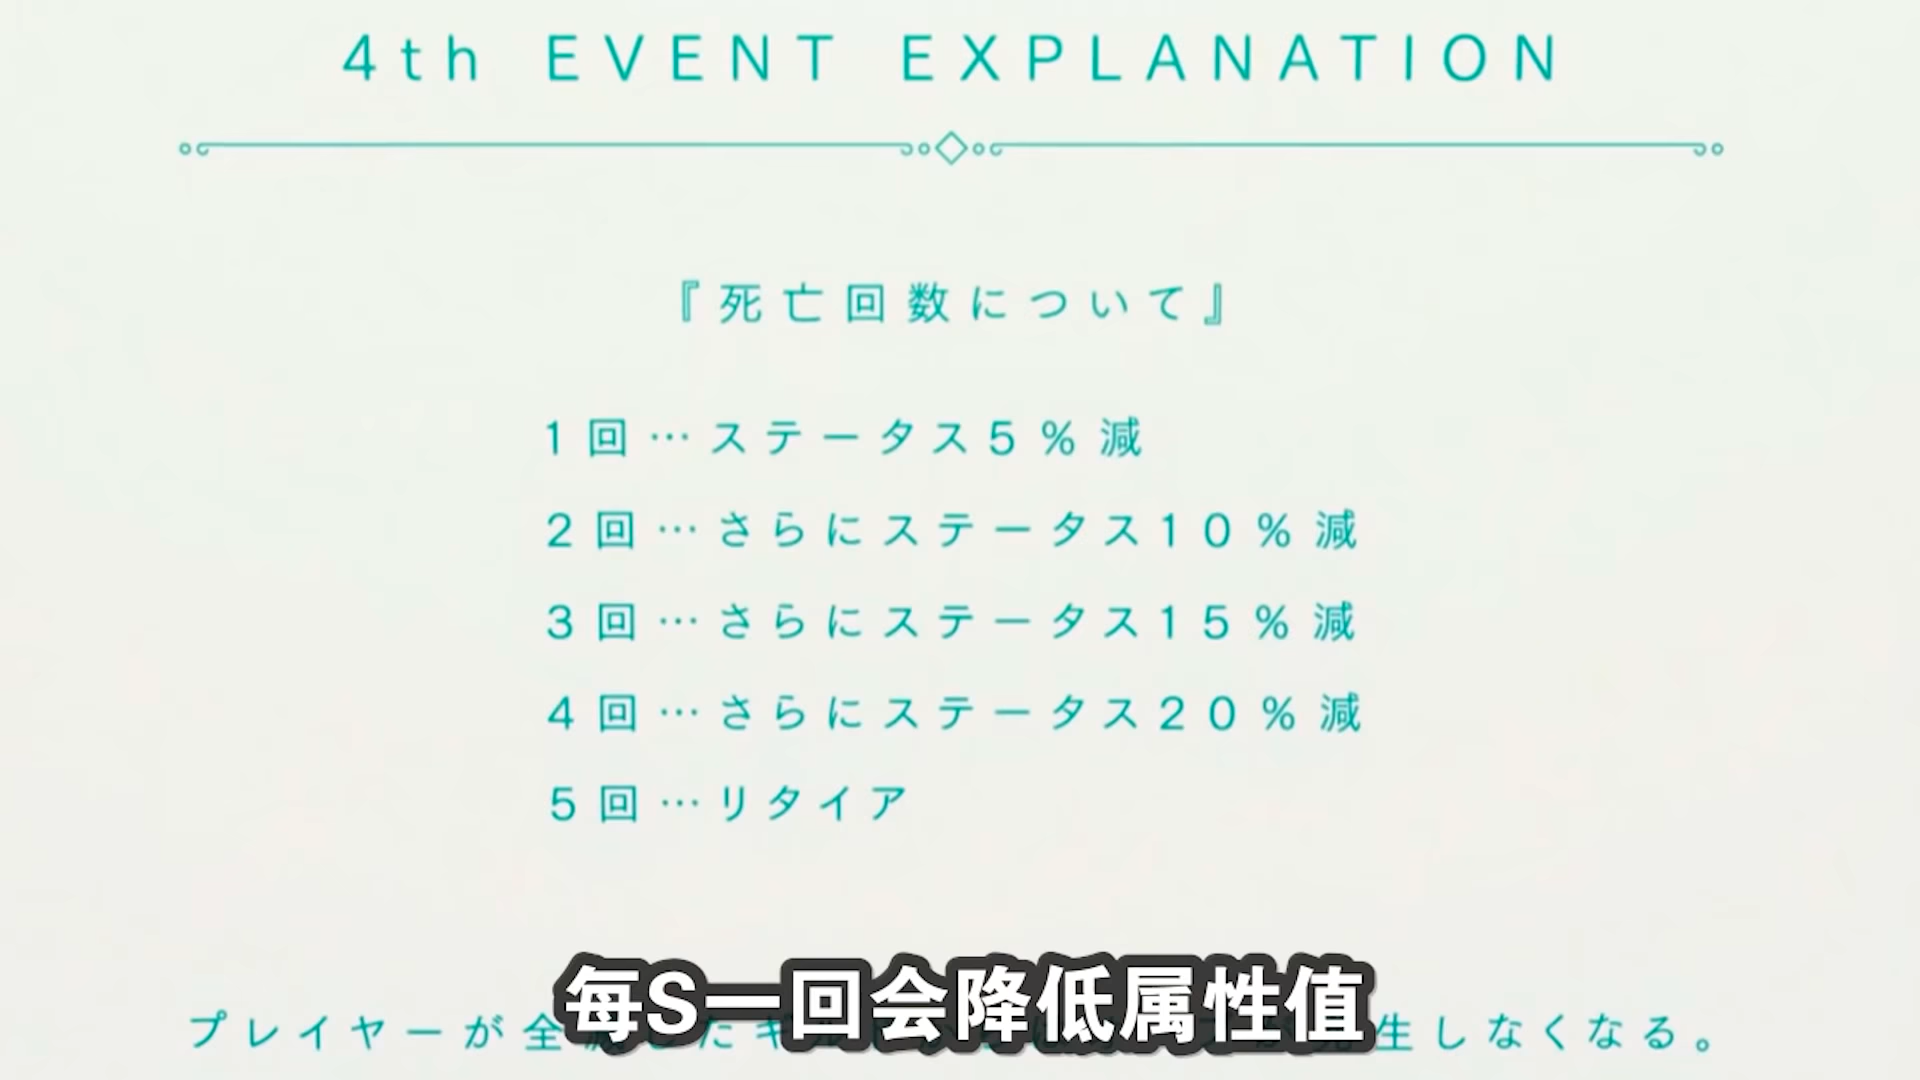 4th EVENT EXPLANATION
『死亡回数について』
1回…ステータス5%減
2回…さらにステータス10%減
3回…さらにステータス15%減
4回…さらにステータス20%減
5回…リタイア
プレイヤーが全 したギル 生しなくなる。
每S一回会降低属性值